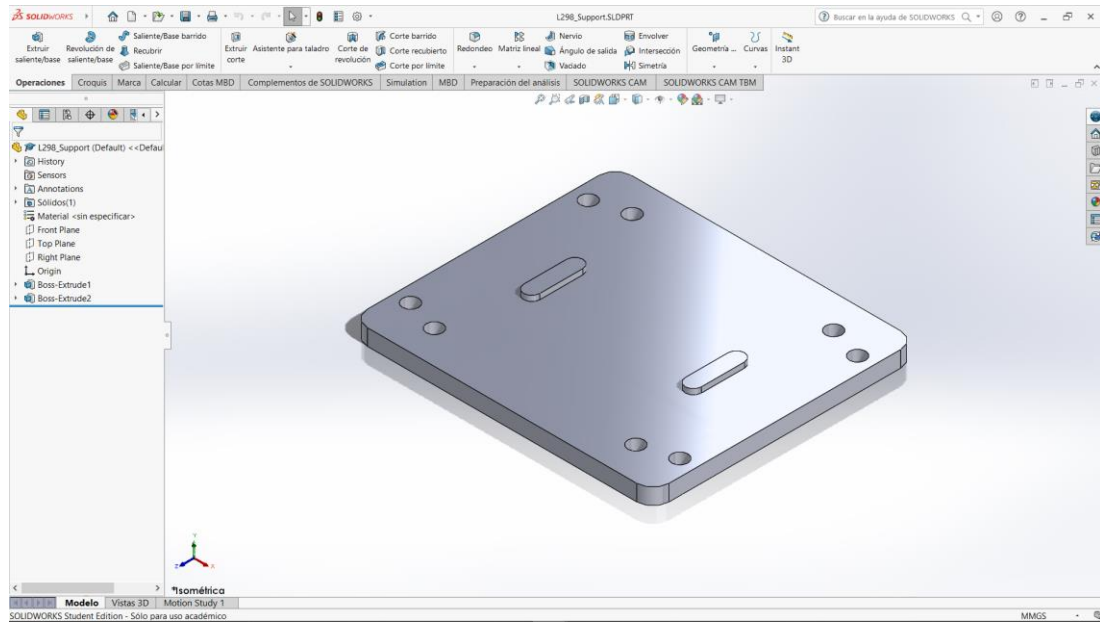 SOLIDWORKS
L298_Support.SLDPRT
Buscar en la ayuda de SOLIDWORKS
Extruir saliente/base
Revolución de saliente/base
Saliente/Base barrido
Recubrir
Saliente/Base por límite
Extruir corte
Asistente para taladro
Corte de revolución
Corte barrido
Corte recubierto
Corte por límite
Redondeo
Matriz lineal
Nervio
Ángulo de salida
Vaciado
Envolver
Intersección
Simetría
Geometría ...
Curvas
Instant 3D
Operaciones Croquis Marca Calcular Cotas MBD Complementos de SOLIDWORKS Simulation MBD Preparación del análisis SOLIDWORKS CAM SOLIDWORKS CAM TBM
L298_Support (Default) <<Defau
History
Sensors
Annotations
Sólidos(1)
Material <sin especificar>
Front Plane
Top Plane
Right Plane
Origin
Boss-Extrude1
Boss-Extrude2
Y
Z
X
*Isométrica
Modelo Vistas 3D Motion Study 1
SOLIDWORKS Student Edition - Sólo para uso académico
MMGS